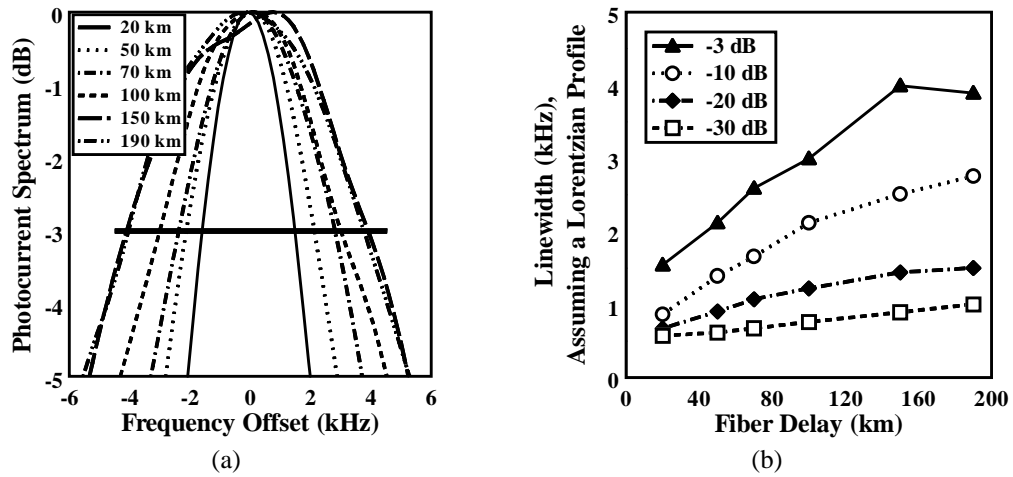 Photocurrent Spectrum (dB)
0
-1
-2
-3
-4
-5
20 km
50 km
70 km
100 km
150 km
190 km
-6
-4
-2
0
2
4
6
Frequency Offset (kHz)
(a)
Linewidth (kHz),
Assuming a Lorentzian Profile
5
4
3
2
1
0
-3 dB
-10 dB
-20 dB
-30 dB
0
40
80
120
160
200
Fiber Delay (km)
(b)